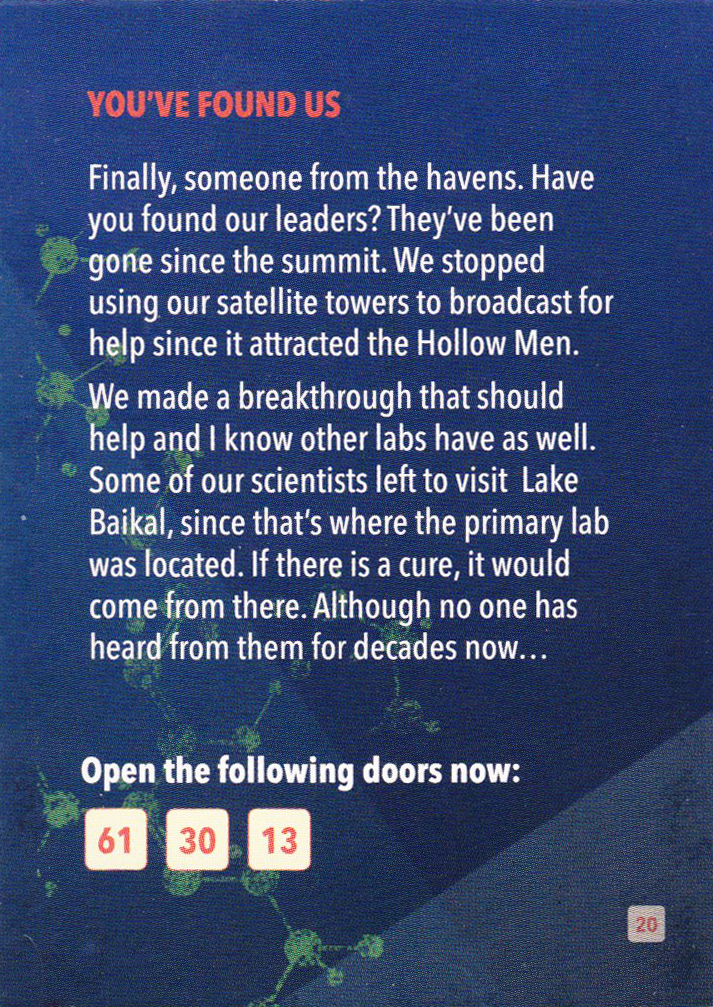 YOU'VE FOUND US
Finally, someone from the havens. Have
you found our leaders? They've been
gone since the summit. We stopped
using our satellite towers to broadcast for
help since it attracted the Hollow Men.
We made a breakthrough that should
help and I know other labs have as well.
Some of our scientists left to visit Lake
Baikal, since that's where the primary lab
was located. If there is a cure, it would
come from there. Although no one has
heard from them for decades now...
Open the following doors now:
61 30 13
20